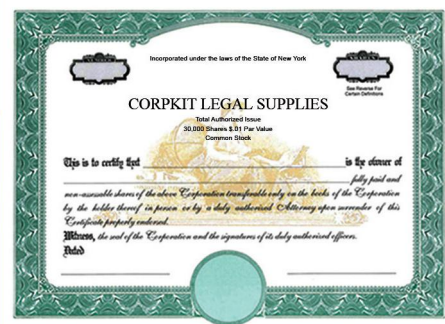 Incorporated under the laws of the State of New York
See Reverse For
Certain Definitions
CORPKIT LEGAL SUPPLIES
Total Authorized Issue
30,000 Shares $.01 Par Value
Common Stock
This is to certify that is the owner of
fully paid and
non-assessable shares of the above Corporation transferable only on the books of the Corporation
by the holder thereof in person or by a duly authorized Attorney upon surrender of this
Certificate properly endorsed.
Witness, the seal of the Corporation and the signatures of its duly authorized officers.
Dated